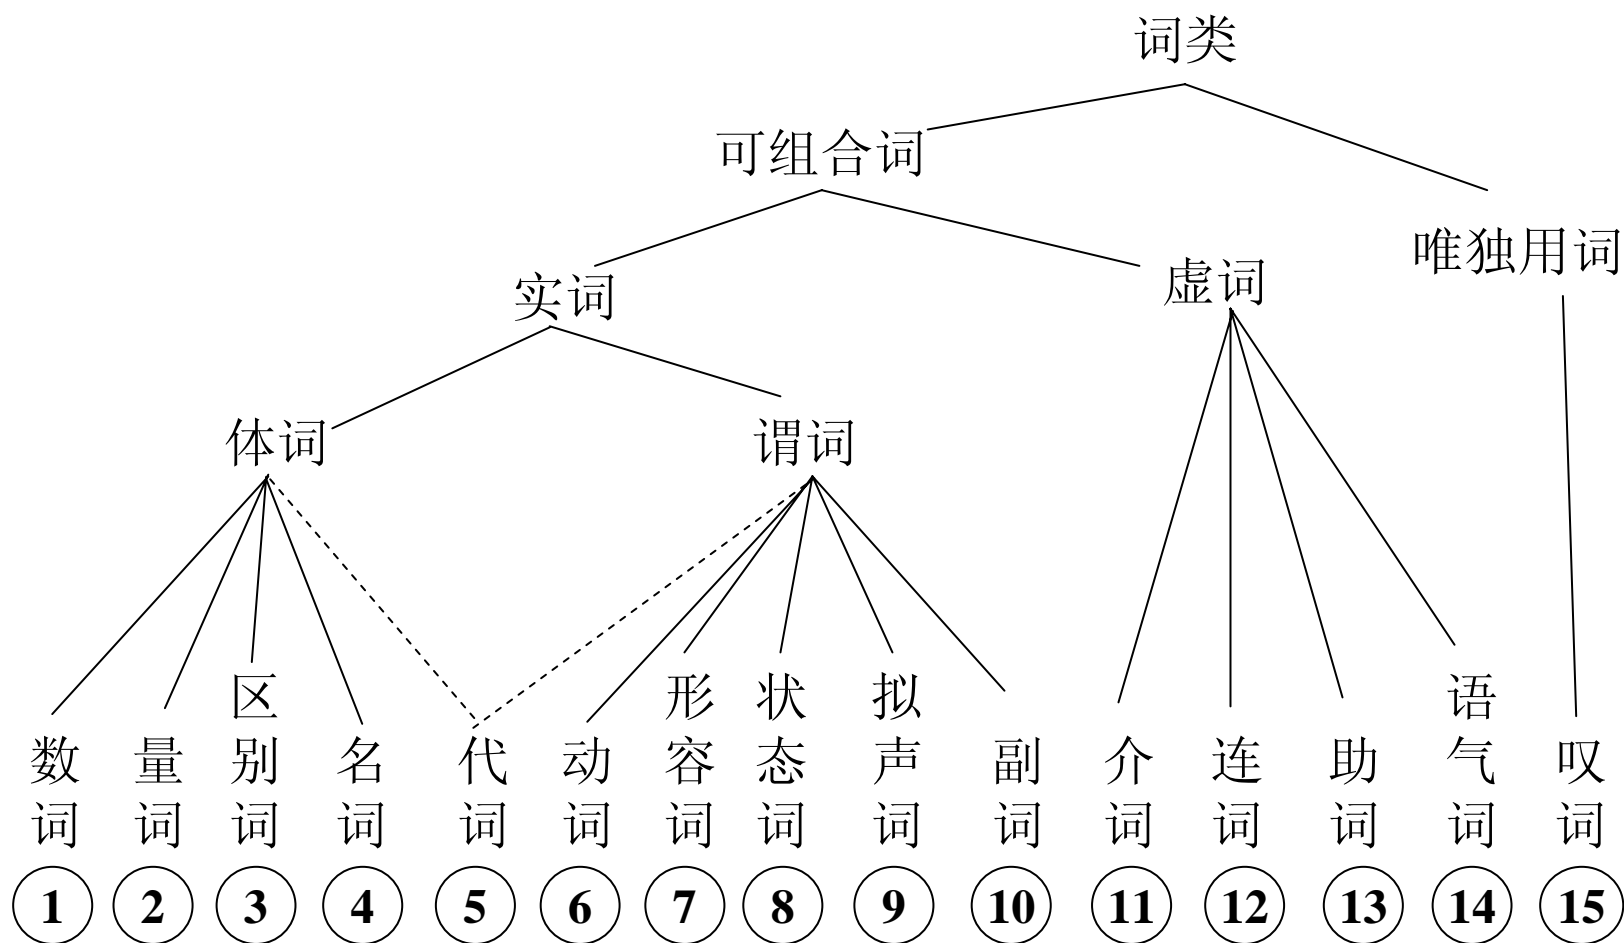 词类
可组合词
唯独用词
实词
虚词
体词
谓词
数词
量词
区别词
名词
代词
动词
形容词
状态词
拟声词
副词
介词
连词
助词
语气词
叹词
1 2 3 4 5 6 7 8 9 10 11 12 13 14 15